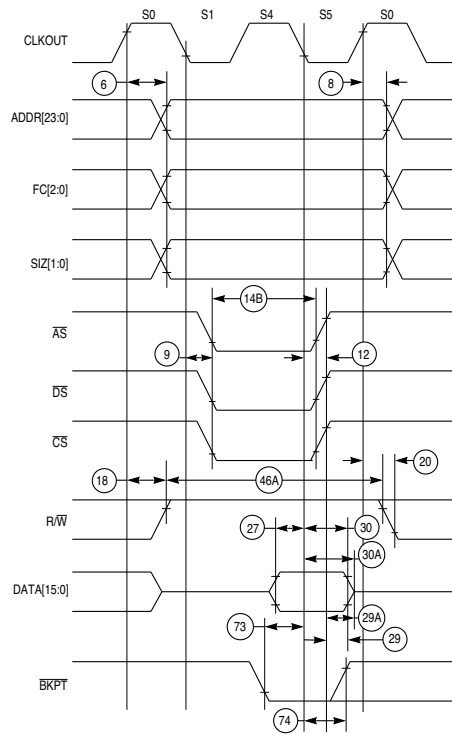 S0 S1 S4 S5 S0
CLKOUT
6 8
ADDR[23:0]
FC[2:0]
SIZ[1:0]
14B
AS
9 12
DS
CS
20
18 46A
R/W
27 30
30A
DATA[15:0]
29A
73 29
BKPT
74